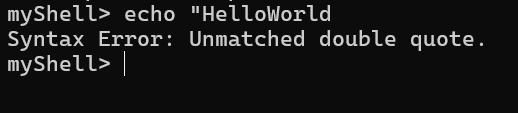 myShell> echo "HelloWorld
Syntax Error: Unmatched double quote.
myShell>